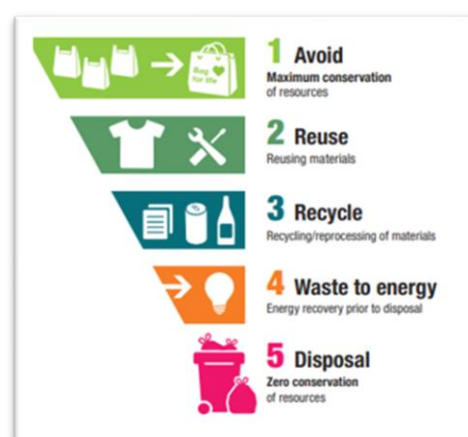 Bag
for life
1 Avoid
Maximum conservation
of resources
2 Reuse
Reusing materials
3 Recycle
Recycling/reprocessing of materials
4 Waste to energy
Energy recovery prior to disposal
5 Disposal
Zero conservation
of resources